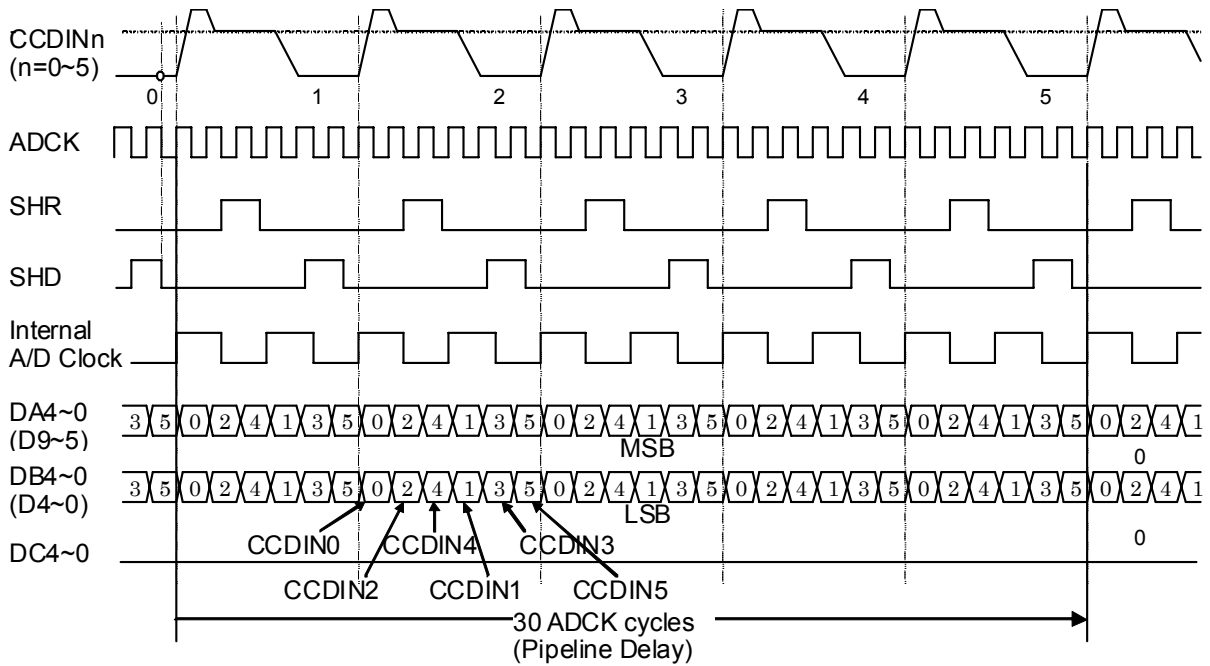 CCDINn
(n=0~5)
0 1 2 3 4 5
ADCK
SHR
SHD
Internal
A/D Clock
DA4~0
(D9~5)
3 5 0 2 4 1 3 5 0 2 4 1 3 5 0 2 4 1 3 5 0 2 4 1 3 5 0 2 4 1 3 5 0 2 4 1
MSB
0
DB4~0
(D4~0)
3 5 0 2 4 1 3 5 0 2 4 1 3 5 0 2 4 1 3 5 0 2 4 1 3 5 0 2 4 1 3 5 0 2 4 1
LSB
0
DC4~0
CCDIN0 CCDIN4 CCDIN3
CCDIN2 CCDIN1 CCDIN5
30 ADCK cycles
(Pipeline Delay)